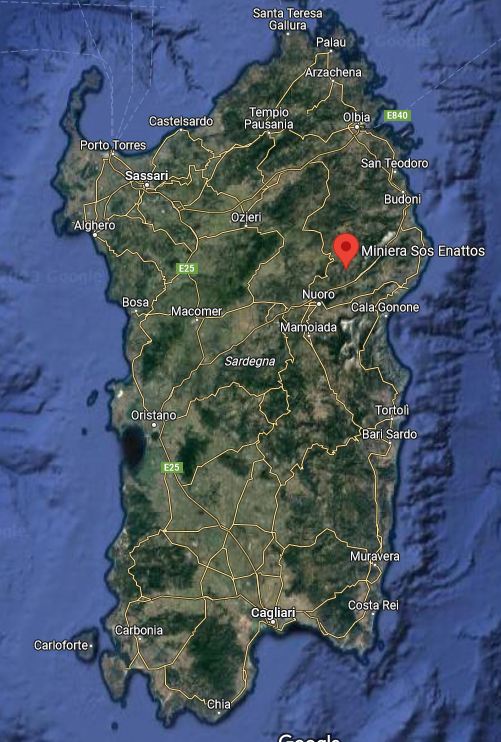 Santa Teresa
Gallura
Palau
Arzachena
Tempio
Pausania
Olbia
E840
Castelsardo
Porto Torres
Sassari
San Teodoro
Budoni
Alghero
Ozieri
Miniera Sos Enattos
E25
Nuoro
Bosa
Macomer
Cala Gonone
Mamoiada
Sardegna
Oristano
Tortolì
Bari Sardo
E25
Muravera
Costa Rei
Cagliari
Carbonia
Carloforte
Chia
Google